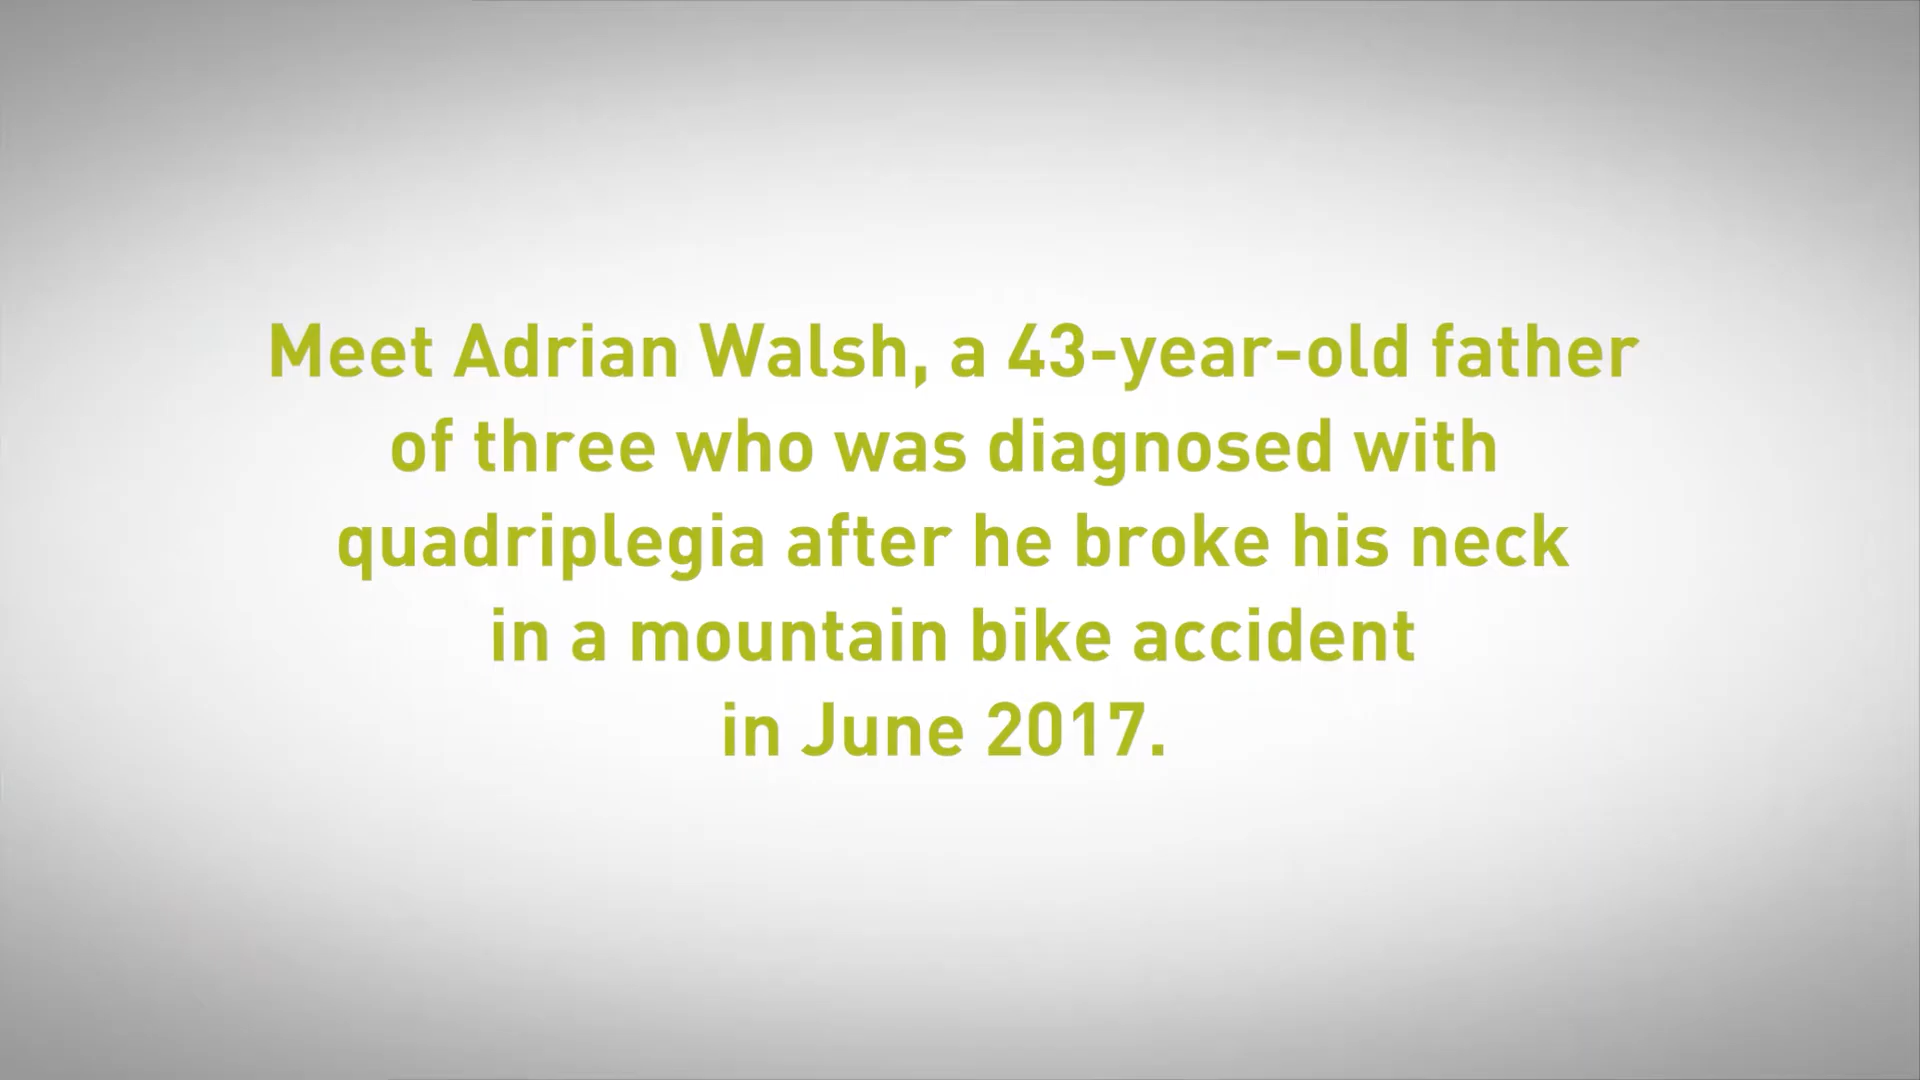 Meet Adrian Walsh, a 43-year-old father
of three who was diagnosed with
quadriplegia after he broke his neck
in a mountain bike accident
in June 2017.